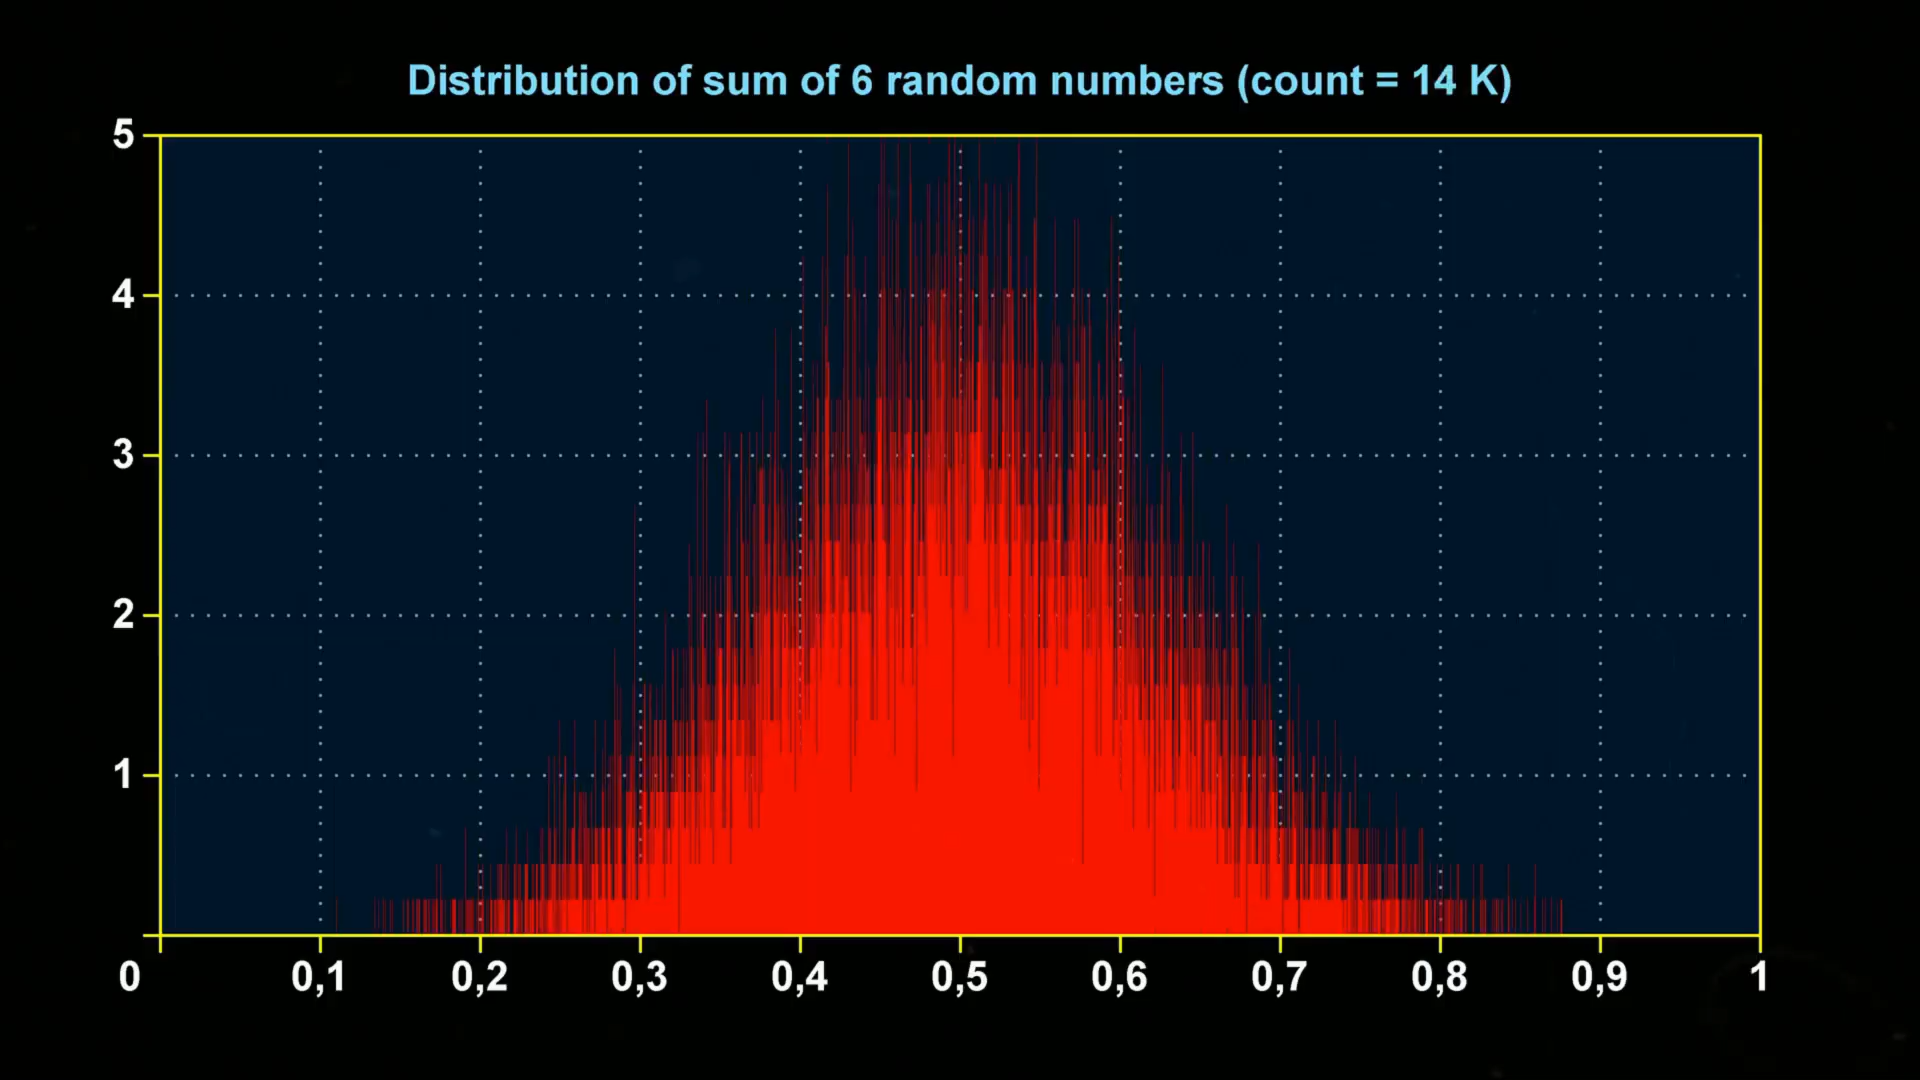 Distribution of sum of 6 random numbers (count = 14 K)
5
4
3
2
1
0 0,1 0,2 0,3 0,4 0,5 0,6 0,7 0,8 0,9 1